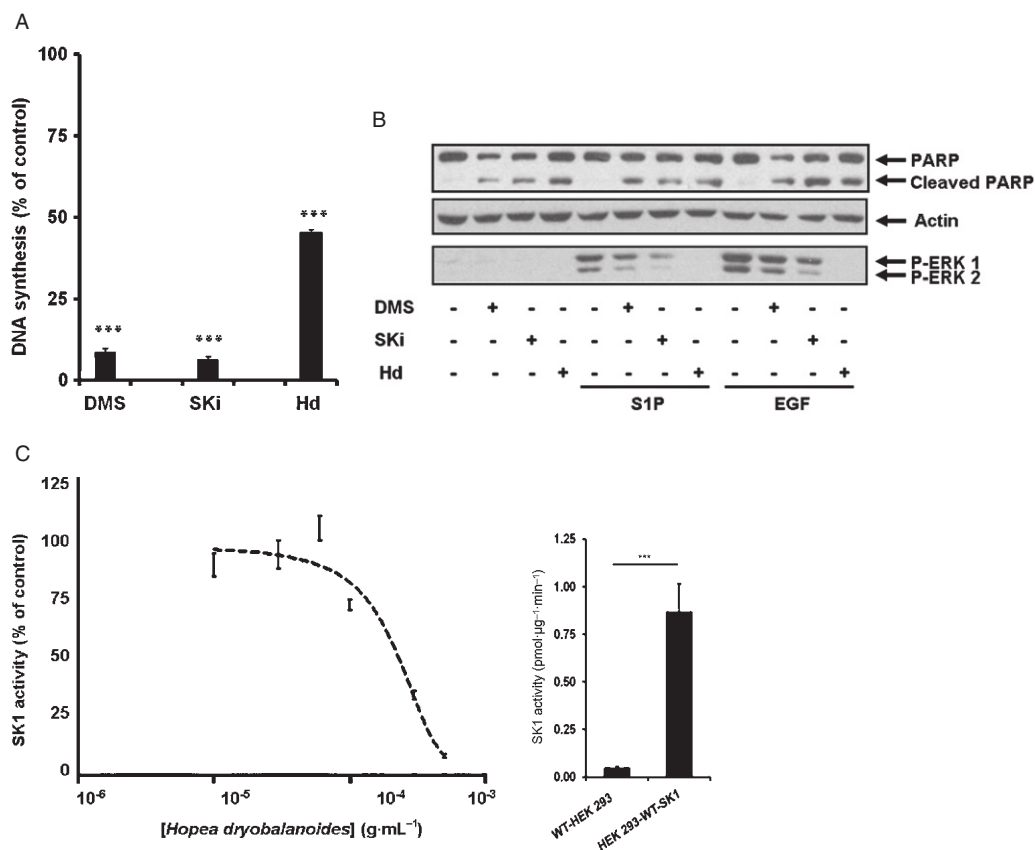 A
100
75
50
25
0
DNA synthesis (% of control)
***
***
***
DMS
SKi
Hd
B
PARP
Cleaved PARP
Actin
P-ERK 1
P-ERK 2
DMS - + - - - + - - - + - -
SKi - - + - - - + - - - + -
Hd - - - + - - - + - - - +
S1P
EGF
C
125
100
75
50
25
0
SK1 activity (% of control)
10⁻⁶
10⁻⁵
10⁻⁴
10⁻³
[Hopea dryobalanoides] (g·mL⁻¹)
1.25
1.00
0.75
0.50
0.25
0.00
SK1 activity (pmol·µg⁻¹·min⁻¹)
***
WT-HEK 293
HEK 293-WT-SK1